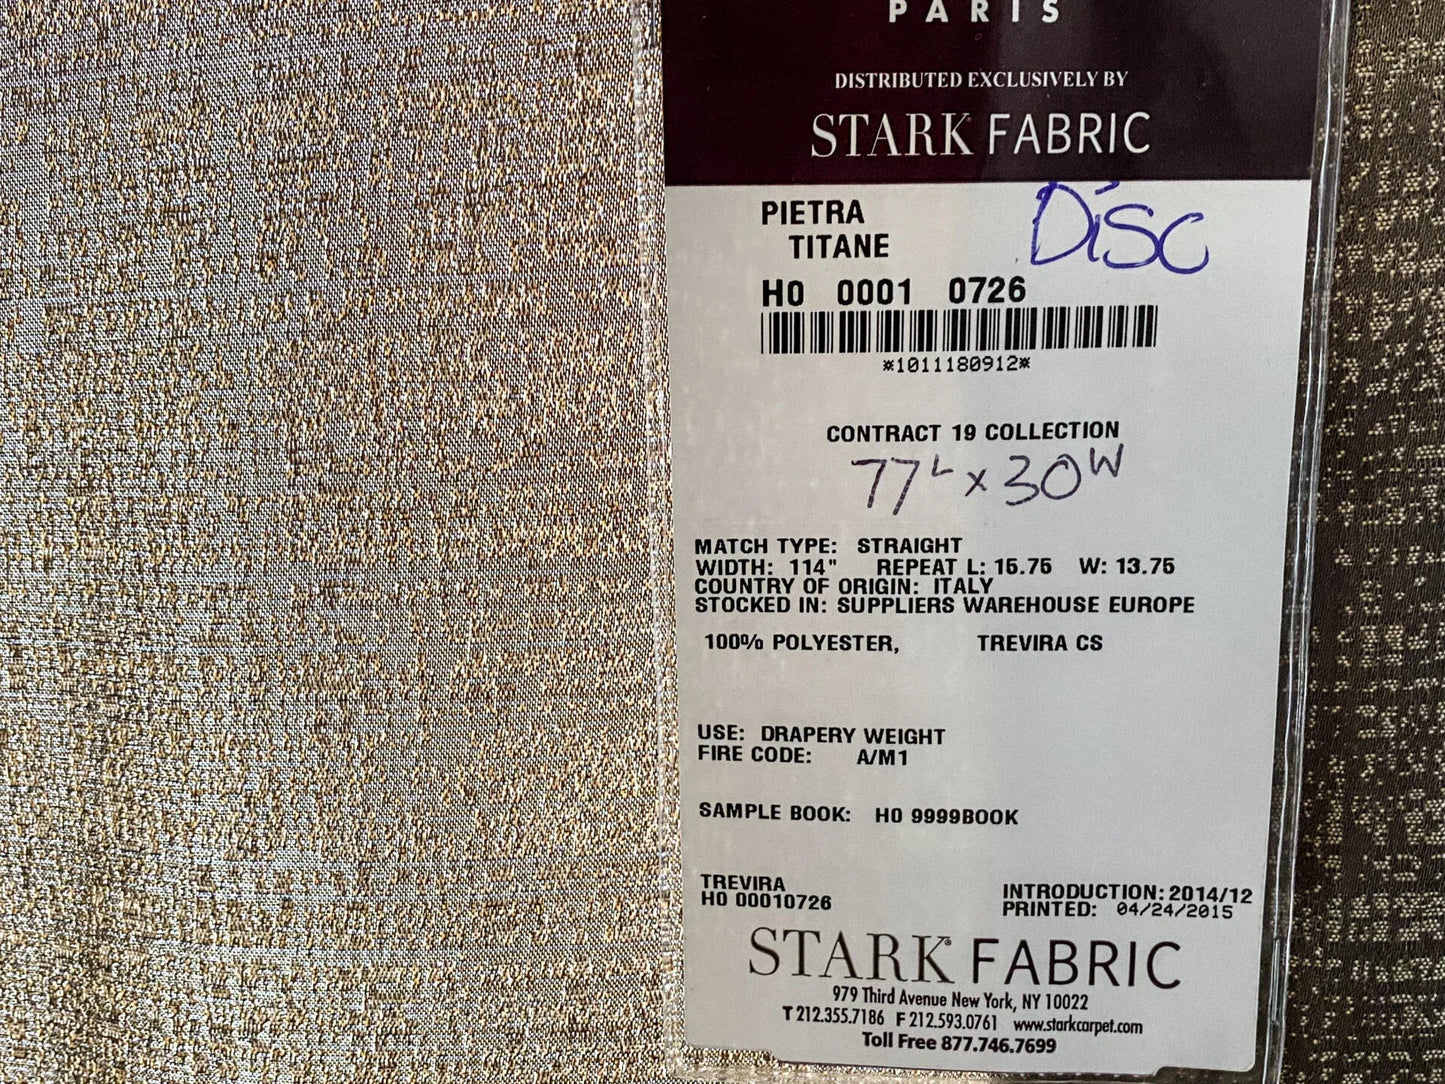 PARIS
DISTRIBUTED EXCLUSIVELY BY
STARK FABRIC
PIETRA Disc
TITANE
H0 0001 0726
*1011180912*
CONTRACT 19 COLLECTION
77L x 30W
MATCH TYPE: STRAIGHT
WIDTH: 114" REPEAT L: 15.75 W: 13.75
COUNTRY OF ORIGIN: ITALY
STOCKED IN: SUPPLIERS WAREHOUSE EUROPE
100% POLYESTER, TREVIRA CS
USE: DRAPERY WEIGHT
FIRE CODE: A/M1
SAMPLE BOOK: H0 9999BOOK
TREVIRA
H0 00010726
INTRODUCTION: 2014/12
PRINTED: 04/24/2015
STARK® FABRIC
979 Third Avenue New York, NY 10022
T 212.355.7186 F 212.593.0761 www.starkcarpet.com
Toll Free 877.746.7699